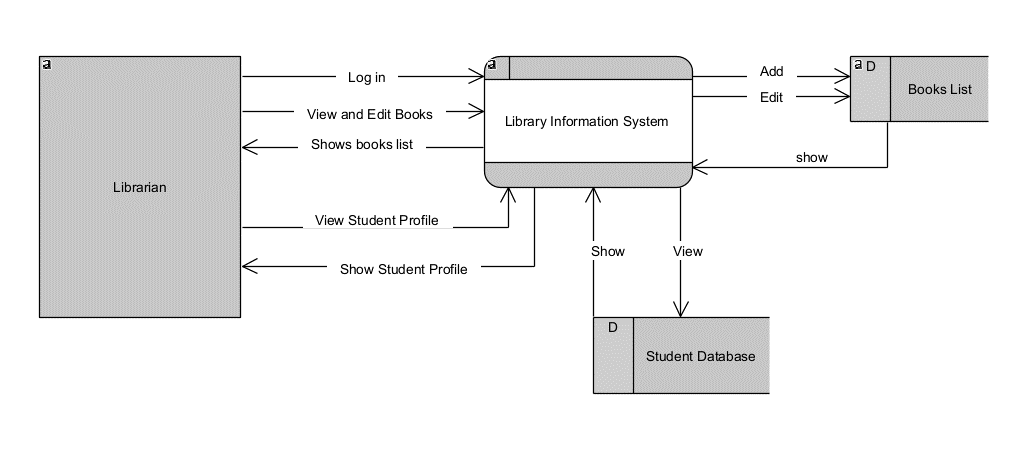 a
Librarian
Log in
View and Edit Books
Shows books list
View Student Profile
Show Student Profile
a
Library Information System
Add
Edit
show
a D
Books List
Show
View
D
Student Database